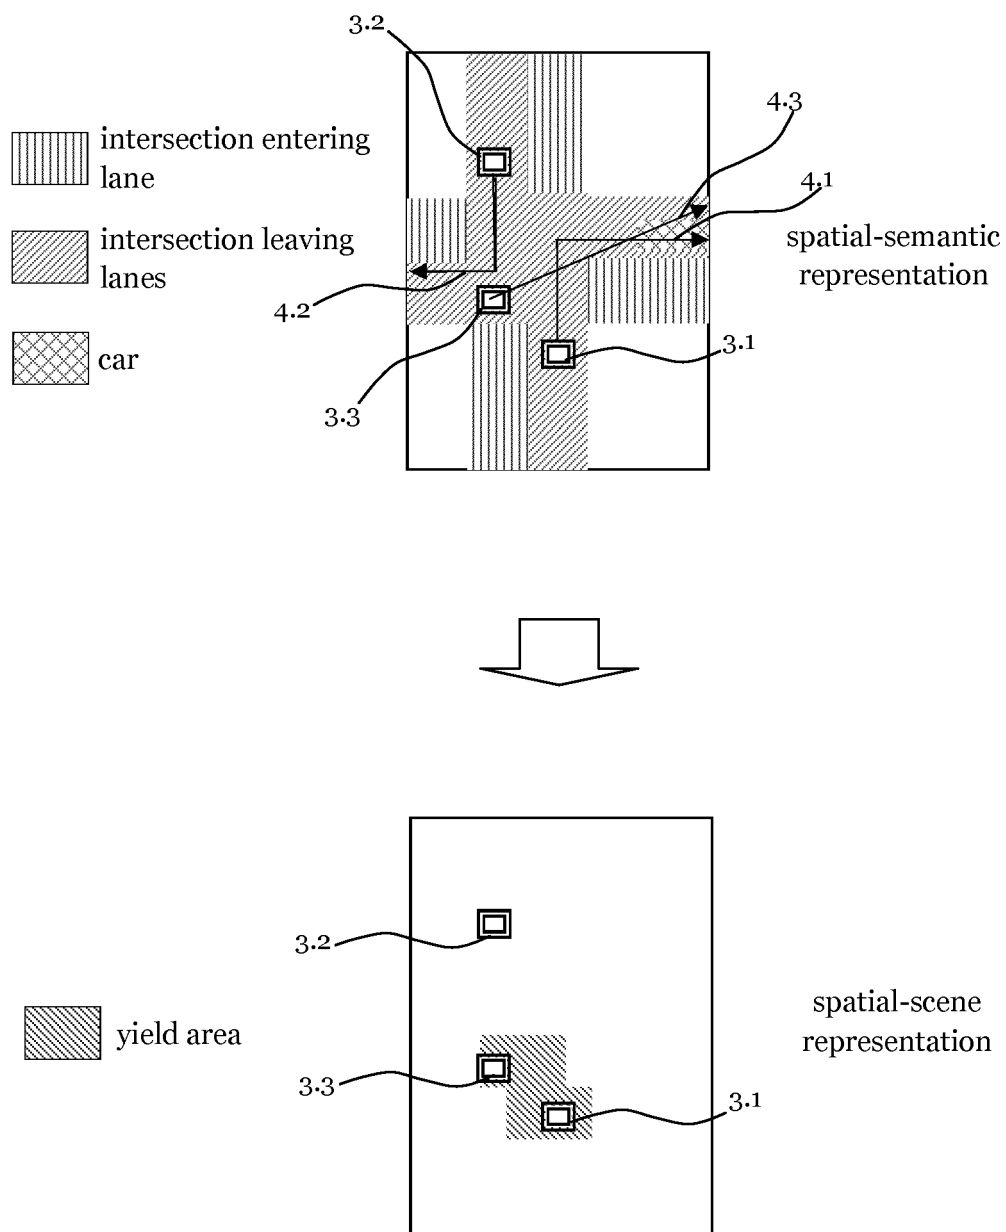 3.2
4.3
intersection entering
lane
4.1
intersection leaving
lanes
spatial-semantic
representation
4.2
3.1
car
3.3
3.2
spatial-scene
representation
yield area
3.3
3.1